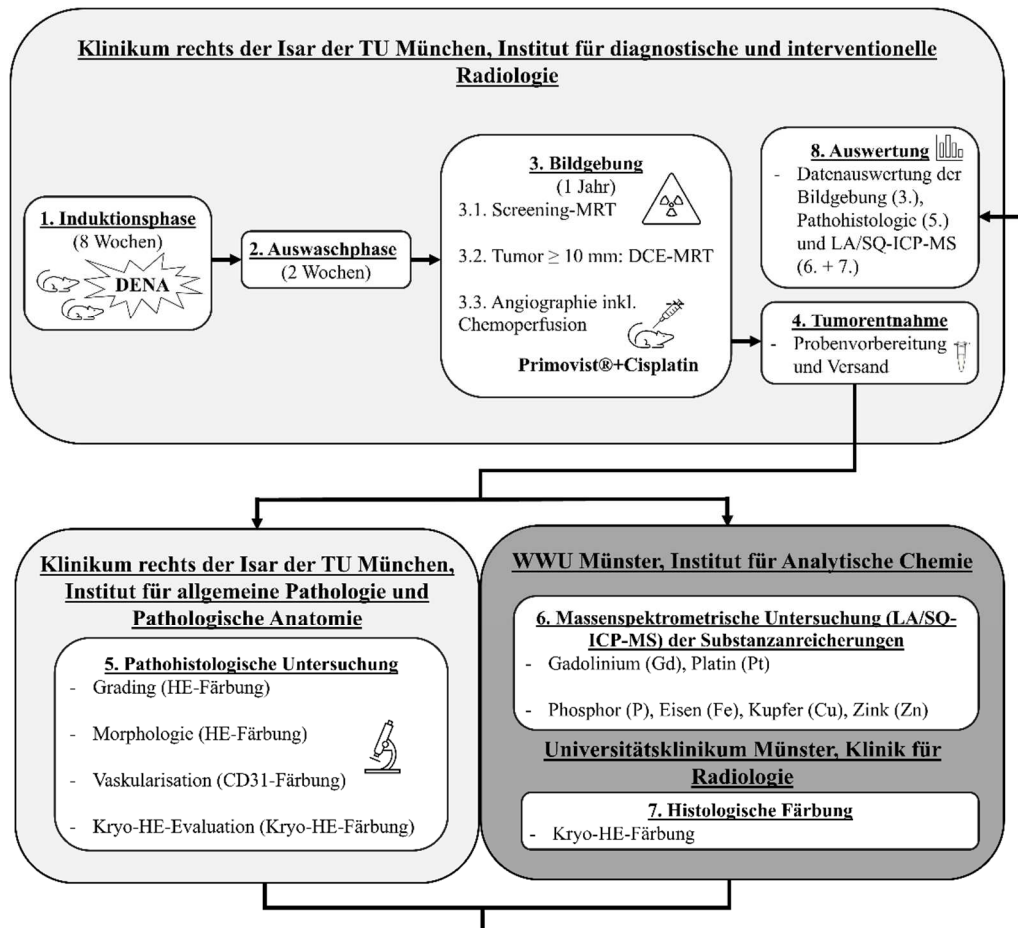 Klinikum rechts der Isar der TU München, Institut für diagnostische und interventionelle
Radiologie
1. Induktionsphase
(8 Wochen)
DENA
2. Auswaschphase
(2 Wochen)
3. Bildgebung
(1 Jahr)
3.1. Screening-MRT
3.2. Tumor ≥ 10 mm: DCE-MRT
3.3. Angiographie inkl.
Chemoperfusion
Primovist®+Cisplatin
8. Auswertung
- Datenauswertung der
Bildgebung (3.),
Pathohistologie (5.)
und LA/SQ-ICP-MS
(6. + 7.)
4. Tumorentnahme
- Probenvorbereitung
und Versand
Klinikum rechts der Isar der TU München,
Institut für allgemeine Pathologie und
Pathologische Anatomie
5. Pathohistologische Untersuchung
- Grading (HE-Färbung)
- Morphologie (HE-Färbung)
- Vaskularisation (CD31-Färbung)
- Kryo-HE-Evaluation (Kryo-HE-Färbung)
WWU Münster, Institut für Analytische Chemie
6. Massenspektrometrische Untersuchung (LA/SQ-
ICP-MS) der Substanzanreicherungen
- Gadolinium (Gd), Platin (Pt)
- Phosphor (P), Eisen (Fe), Kupfer (Cu), Zink (Zn)
Universitätsklinikum Münster, Klinik für
Radiologie
7. Histologische Färbung
- Kryo-HE-Färbung